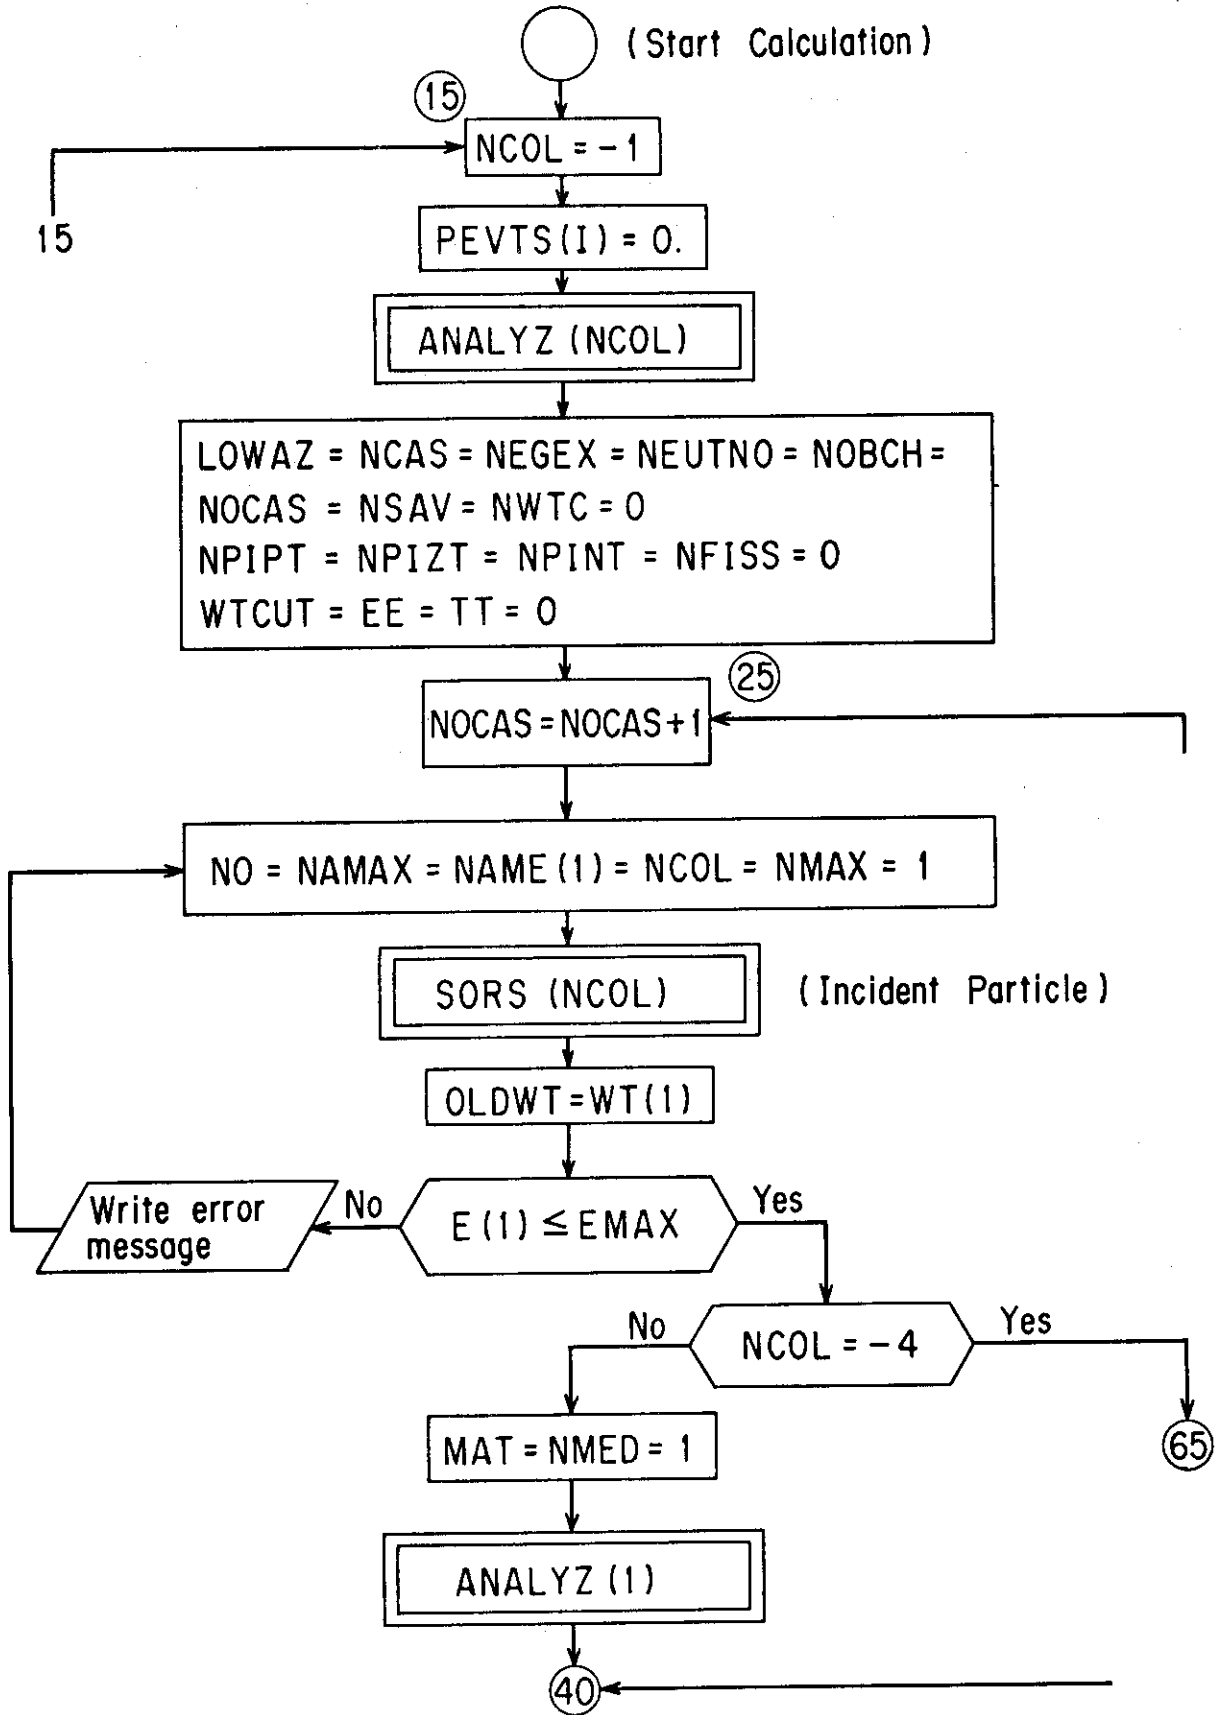 (Start Calculation)
15
NCOL = -1
15
PEVTS(I) = 0.
ANALYZ (NCOL)
LOWAZ = NCAS = NEGEX = NEUTNO = NOBCH =
NOCAS = NSAV = NWTC = 0
NPIPT = NPIZT = NPINT = NFISS = 0
WTCUT = EE = TT = 0
25
NOCAS = NOCAS+1
NO = NAMAX = NAME (1) = NCOL = NMAX = 1
SORS (NCOL)
(Incident Particle)
OLDWT = WT(1)
Write error
message
No
E (1) ≤ EMAX
Yes
No
NCOL = -4
Yes
MAT = NMED = 1
65
ANALYZ (1)
40